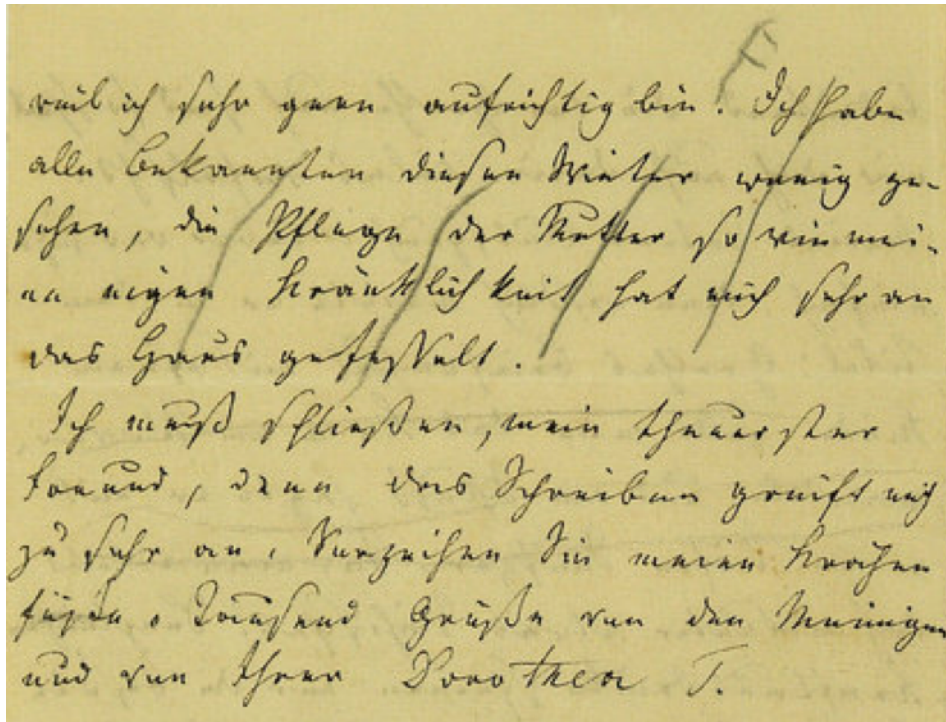 weil ich sehr gern aufrichtig bin. Ich habe
alle Bekannten diesen Winter wenig ge-
sehen, die Pflege der Mutter so wie mei-
ne eigen Kränklichkeit hat mich sehr an
das Haus gefesselt.
Ich muß schließen, mein theuerster
Freund, denn das Schreiben greift mich
zu sehr an. Verzeihen Sie meine Krähen
füße. Tausend Grüße von den Meinigen
und von Ihrer Dorothea T.